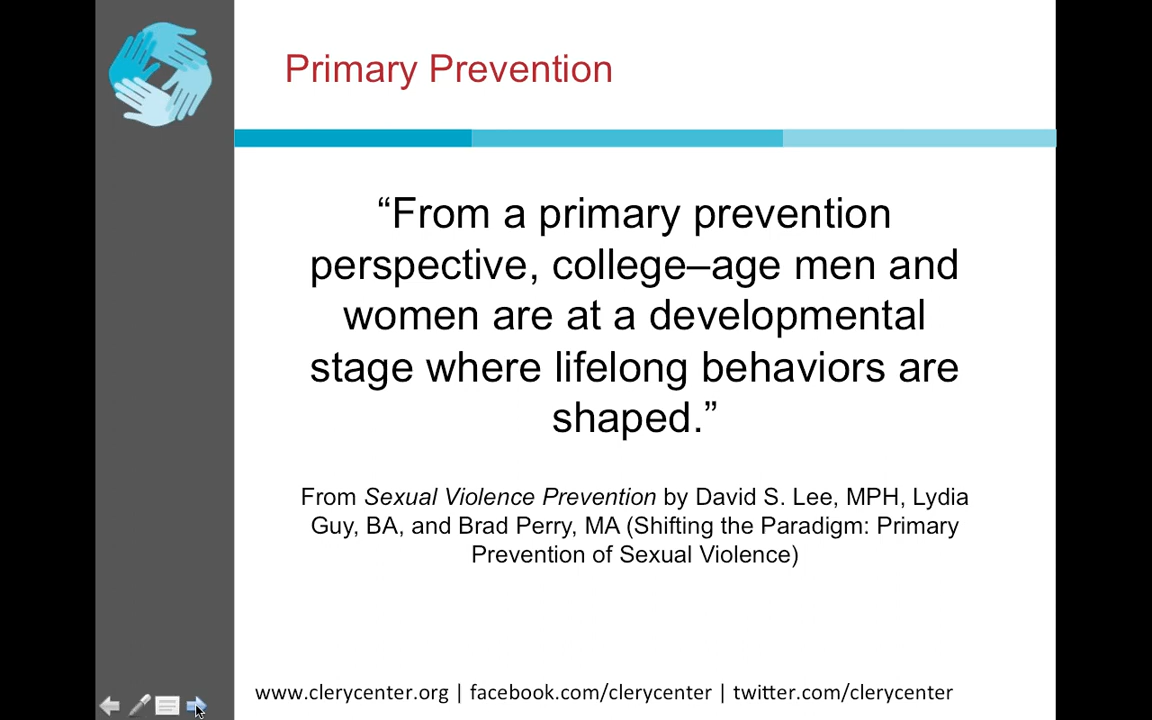 Primary Prevention
“From a primary prevention
perspective, college–age men and
women are at a developmental
stage where lifelong behaviors are
shaped.”
From Sexual Violence Prevention by David S. Lee, MPH, Lydia
Guy, BA, and Brad Perry, MA (Shifting the Paradigm: Primary
Prevention of Sexual Violence)
www.clerycenter.org | facebook.com/clerycenter | twitter.com/clerycenter